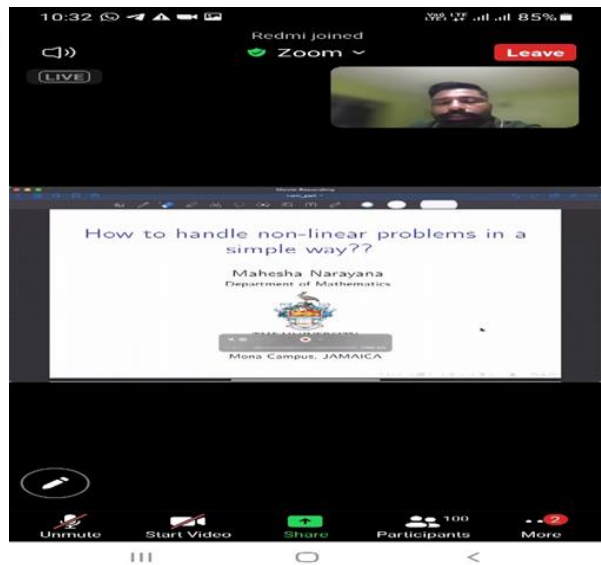 10:32
85%
Redmi joined
Zoom
Leave
LIVE
How to handle non-linear problems in a
simple way??
Mahesha Narayana
Department of Mathematics
Mona Campus, JAMAICA
100
2
Unmute
Start Video
Share
Participants
More